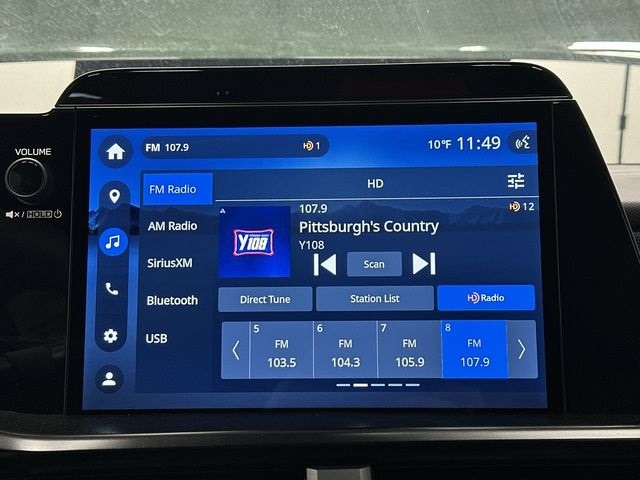 VOLUME
HOLD
FM 107.9
HD 1
10°F 11:49
FM Radio
HD
AM Radio
SiriusXM
Bluetooth
USB
107.9
HD 12
Pittsburgh's Country
Y108
Y108
Scan
Direct Tune
Station List
HD Radio
5
FM
103.5
6
FM
104.3
7
FM
105.9
8
FM
107.9